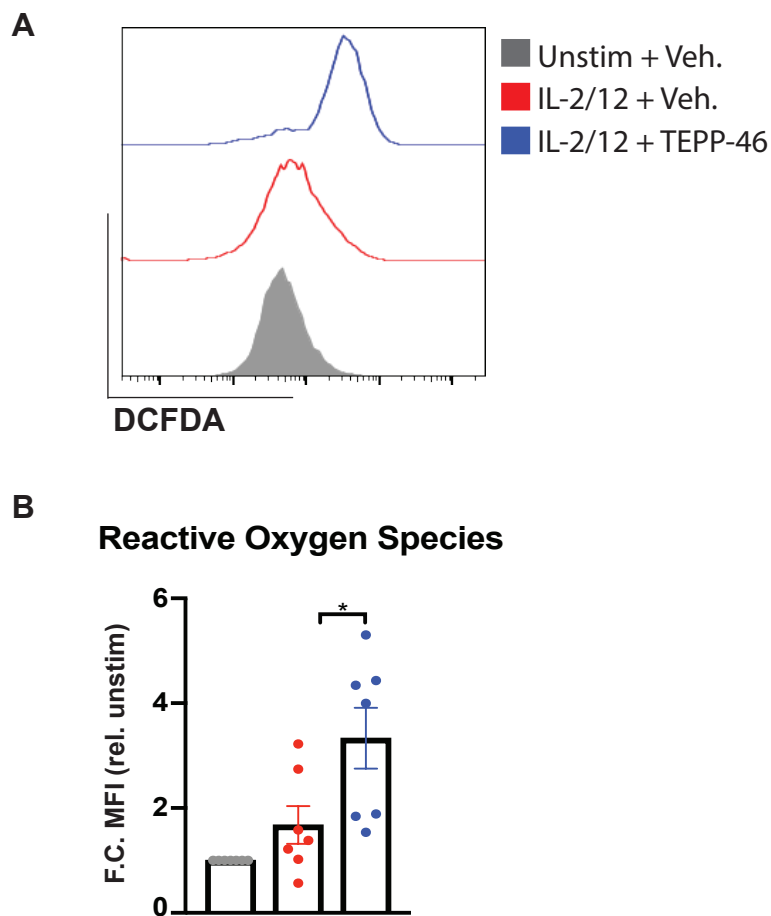 A
Unstim + Veh.
IL-2/12 + Veh.
IL-2/12 + TEPP-46
DCFDA
B
Reactive Oxygen Species
F.C. MFI (rel. unstim)
6
*
4
2
0